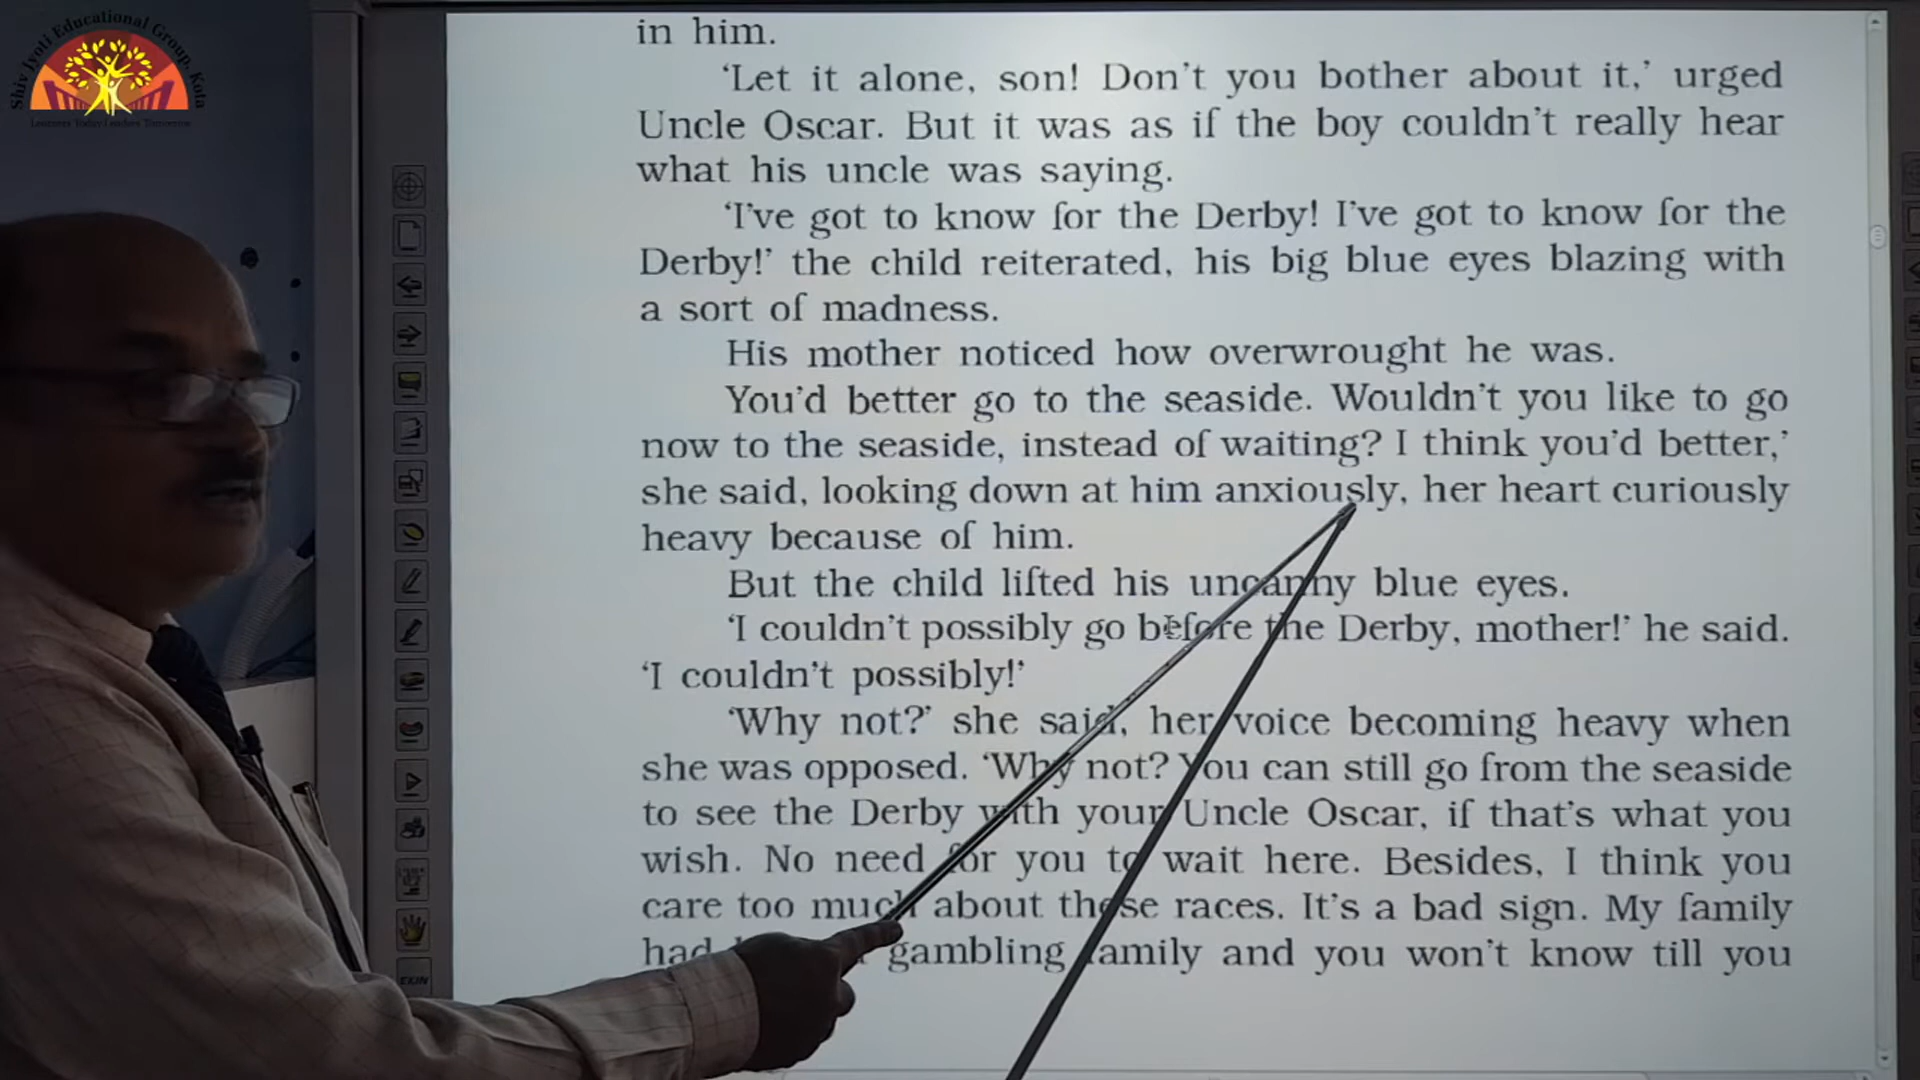 Shiv Jyoti Educational Group, Kota
in him.
‘Let it alone, son! Don’t you bother about it,’ urged
Uncle Oscar. But it was as if the boy couldn’t really hear
what his uncle was saying.
‘I’ve got to know for the Derby! I’ve got to know for the
Derby!’ the child reiterated, his big blue eyes blazing with
a sort of madness.
His mother noticed how overwrought he was.
You’d better go to the seaside. Wouldn’t you like to go
now to the seaside, instead of waiting? I think you’d better,’
she said, looking down at him anxiously, her heart curiously
heavy because of him.
But the child lifted his uncanny blue eyes.
‘I couldn’t possibly go before the Derby, mother!’ he said.
‘I couldn’t possibly!’
‘Why not?’ she said, her voice becoming heavy when
she was opposed. ‘Why not? You can still go from the seaside
to see the Derby with your Uncle Oscar, if that’s what you
wish. No need for you to wait here. Besides, I think you
care too much about these races. It’s a bad sign. My family
had gambling family and you won’t know till you